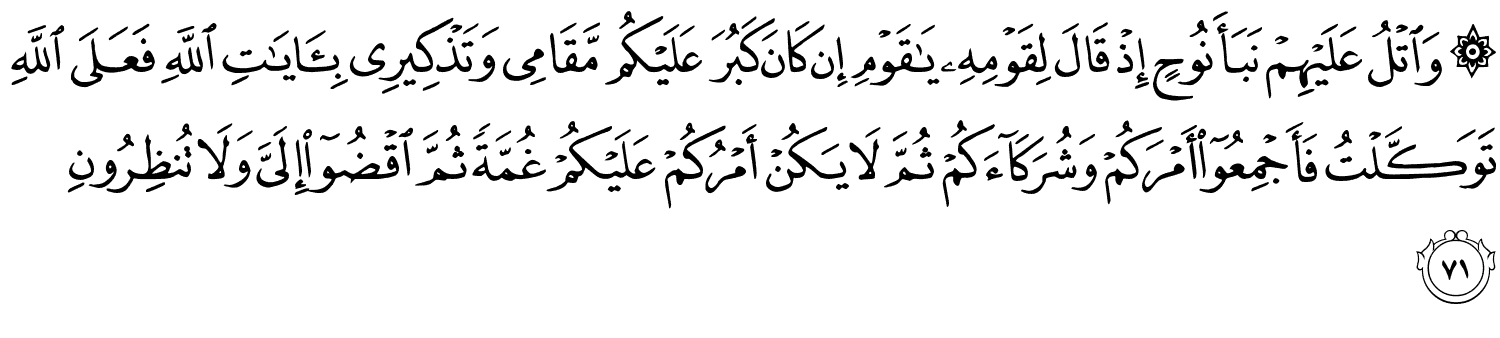 ۞ وَٱتۡلُ عَلَيۡهِمۡ نَبَأَ نُوحٍ إِذۡ قَالَ لِقَوۡمِهِۦ يَٰقَوۡمِ إِن كَانَ كَبُرَ عَلَيۡكُم مَّقَامِي وَتَذۡكِيرِي بِـَٔايَٰتِ ٱللَّهِ فَعَلَى ٱللَّهِ
تَوَكَّلۡتُ فَأَجۡمِعُوٓاْ أَمۡرَكُمۡ وَشُرَكَآءَكُمۡ ثُمَّ لَا يَكُنۡ أَمۡرُكُمۡ عَلَيۡكُمۡ غُمَّةٗ ثُمَّ ٱقۡضُوٓاْ إِلَيَّ وَلَا تُنظِرُونِ
٧١